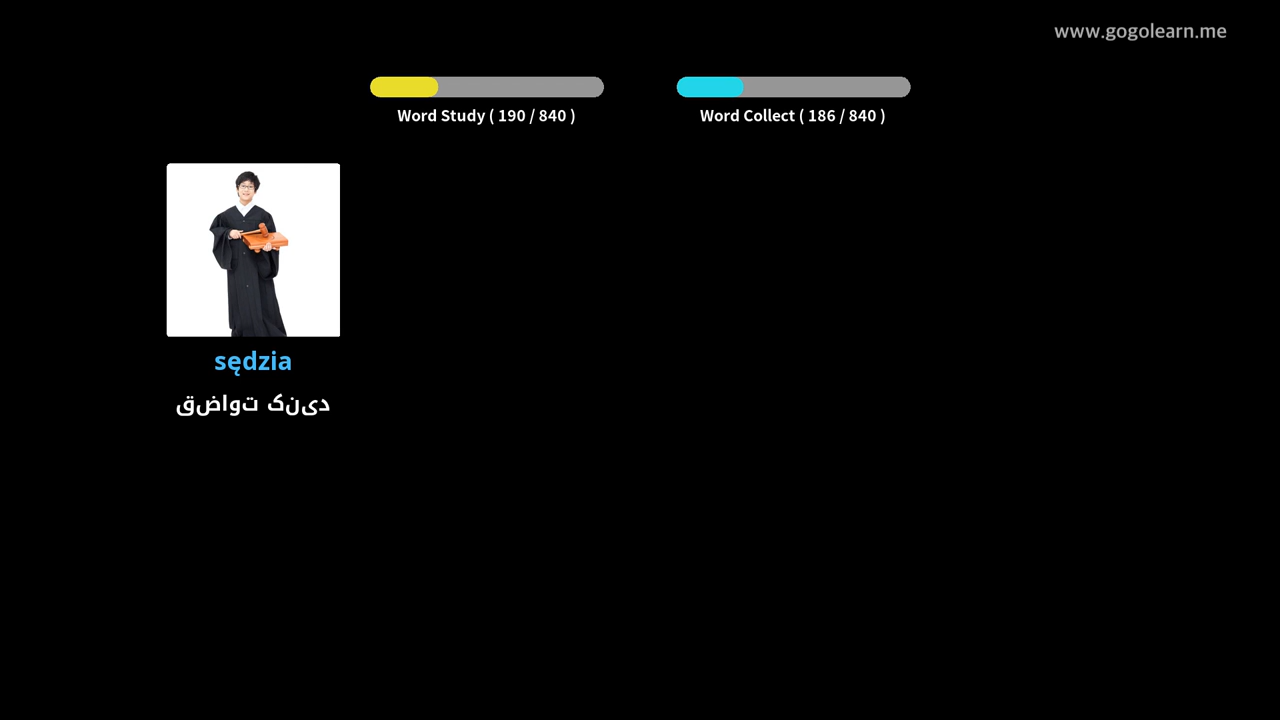 www.gogolearn.me
Word Study ( 190 / 840 )
Word Collect ( 186 / 840 )
sędzia
قضاوت کنید